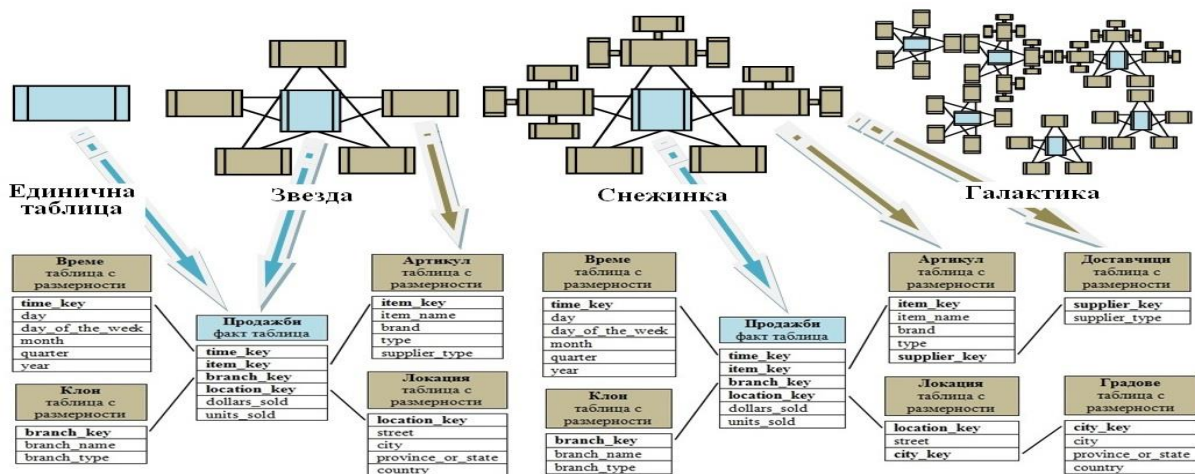 Единична
таблица
Звезда
Снежинка
Галактика
Време
таблица с
размерности
time_key
day
day_of_the_week
month
quarter
year
Клон
таблица с
размерности
branch_key
branch_name
branch_type
Продажби
факт таблица
time_key
item_key
branch_key
location_key
dollars_sold
units_sold
Артикул
таблица с
размерности
item_key
item_name
brand
type
supplier_type
Локация
таблица с
размерности
location_key
street
city
province_or_state
country
Време
таблица с
размерности
time_key
day
day_of_the_week
month
quarter
year
Клон
таблица с
размерности
branch_key
branch_name
branch_type
Продажби
факт таблица
time_key
item_key
branch_key
location_key
dollars_sold
units_sold
Артикул
таблица с
размерности
item_key
item_name
brand
type
supplier_key
Локация
таблица с
размерности
location_key
street
city_key
Доставчици
таблица с
размерности
supplier_key
supplier_type
Градове
таблица с
размерности
city_key
city
province_or_state
country